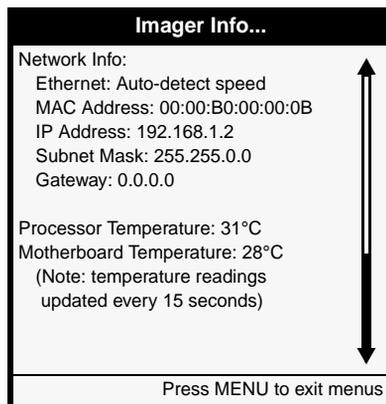 Imager Info...
Network Info:
Ethernet: Auto-detect speed
MAC Address: 00:00:B0:00:00:0B
IP Address: 192.168.1.2
Subnet Mask: 255.255.0.0
Gateway: 0.0.0.0
Processor Temperature: 31°C
Motherboard Temperature: 28°C
(Note: temperature readings
updated every 15 seconds)
Press MENU to exit menus